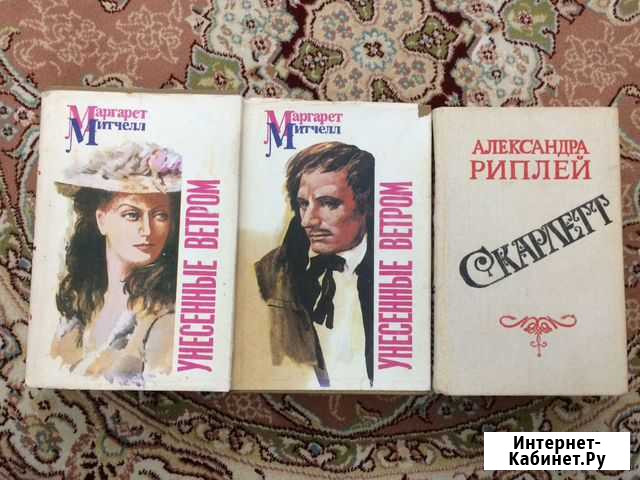 Маргарет
Митчелл
УНЕСЕННЫЕ ВЕТРОМ
Маргарет
Митчелл
УНЕСЕННЫЕ ВЕТРОМ
АЛЕКСАНДРА
РИПЛЕЙ
СКАРЛЕТТ
Интернет-
Кабинет.Ру